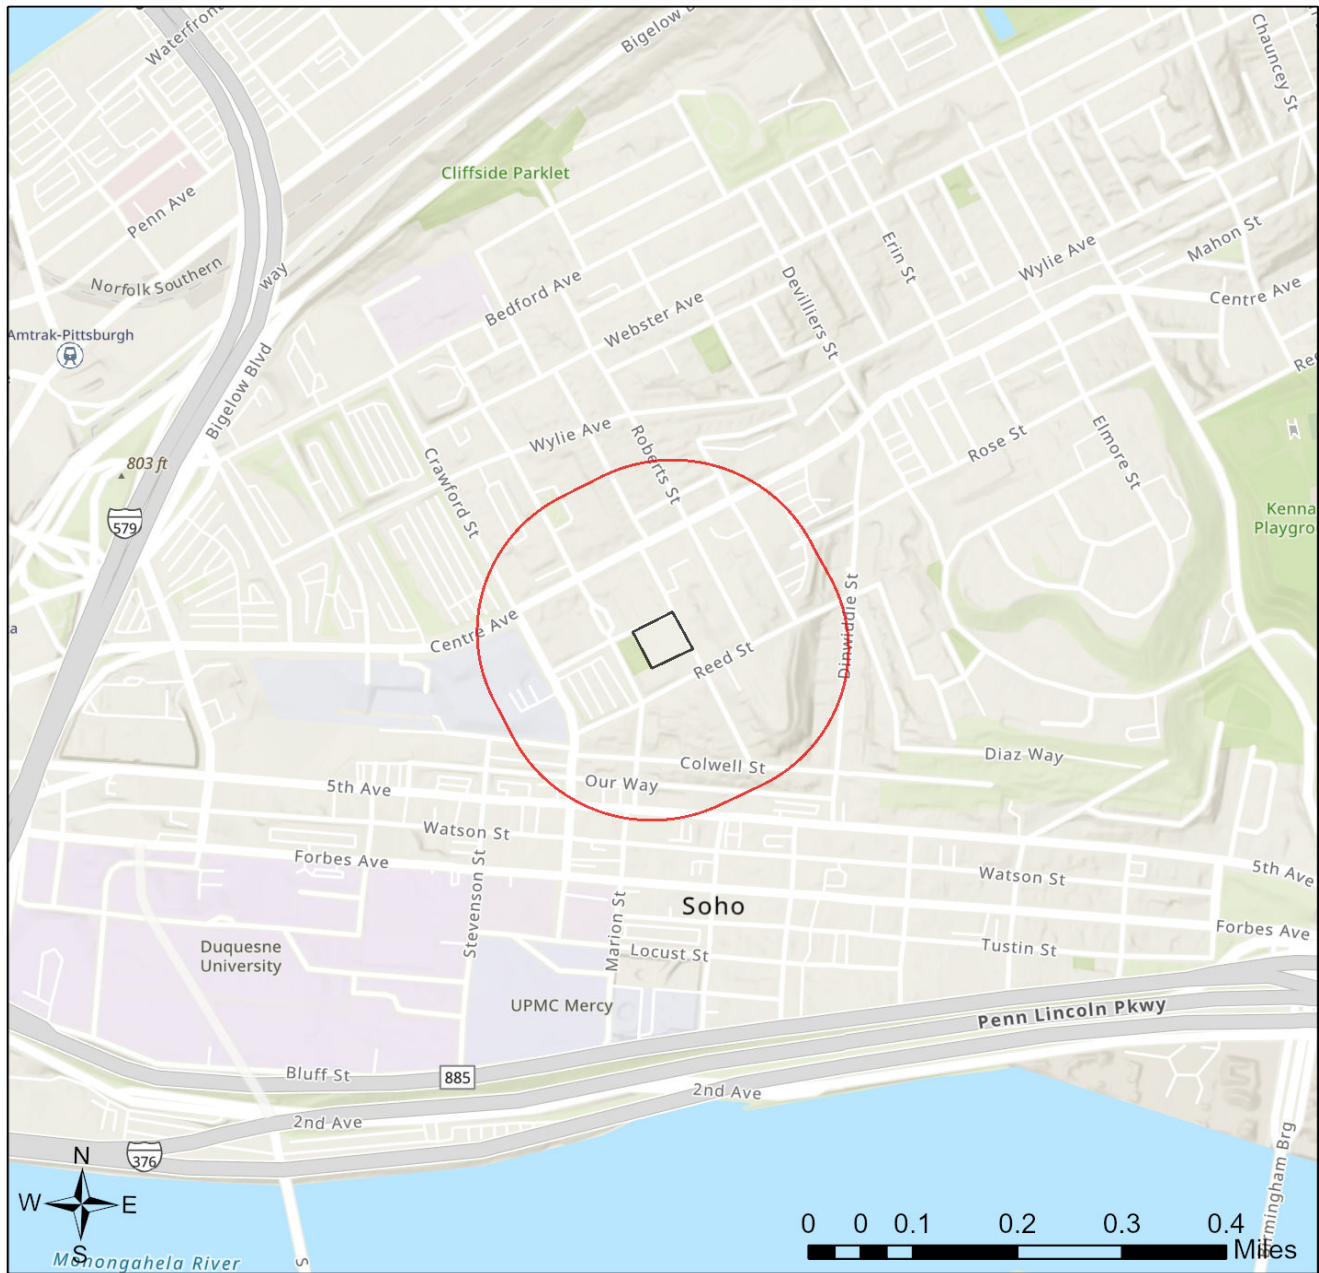 Waterfront
Bigelow B
Chauncey St
Cliffside Parklet
Penn Ave
Erin St
Mahon St
Wylie Ave
Norfolk Southern
way
Bedford Ave
Devilliers St
Centre Ave
Webster Ave
Amtrak-Pittsburgh
Bigelow Blvd
Re
Wylie Ave
Roberts St
Rose St
Elmore St
Crawford St
803 ft
579
Kenna
Playgro
a
Centre Ave
Dinwiddie St
Reed St
Diaz Way
Colwell St
5th Ave
Our Way
Watson St
Forbes Ave
Stevenson St
Watson St
5th Ave
Soho
Marion St
Forbes Ave
Duquesne
University
Locust St
Tustin St
UPMC Mercy
Penn Lincoln Pkwy
Bluff St
885
2nd Ave
2nd Ave
376
Birmingham Brg
N
W E
S
Monongahela River
S
0 0 0.1 0.2 0.3 0.4
Miles